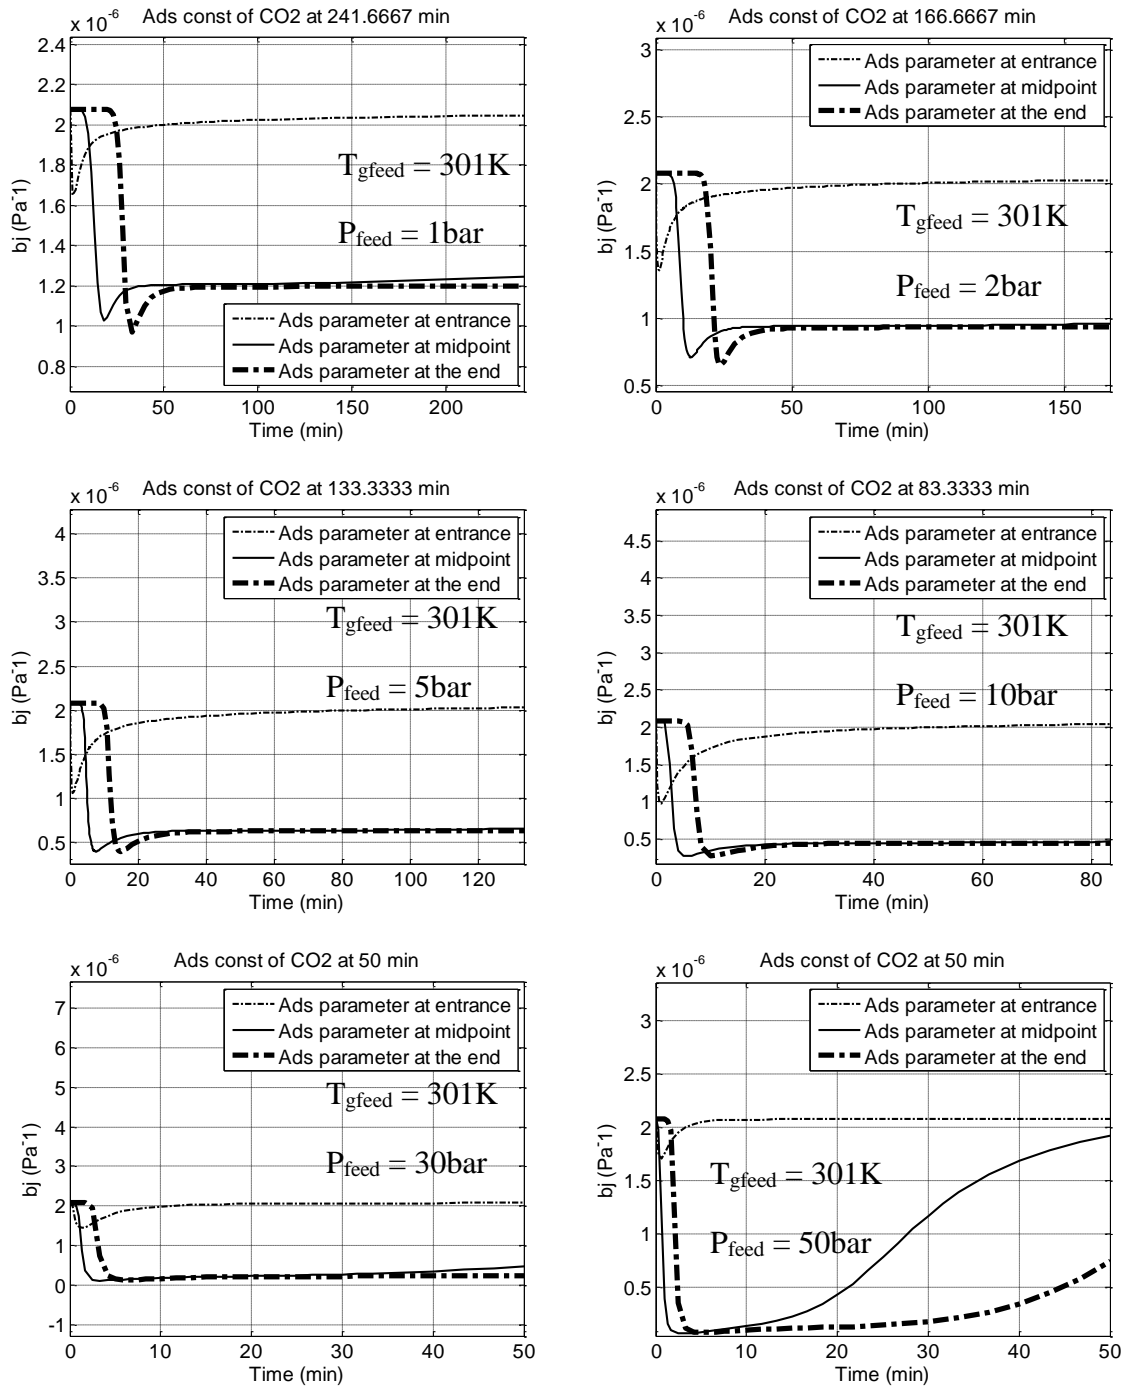 x 10-6
Ads const of CO2 at 241.6667 min
2.4
2.2
2
1.8
1.6
1.4
1.2
1
0.8
bj (Pa-1)
Tgfeed = 301K
Pfeed = 1bar
Ads parameter at entrance
Ads parameter at midpoint
Ads parameter at the end
0 50 100 150 200
Time (min)
x 10-6
Ads const of CO2 at 166.6667 min
3
2.5
2
1.5
1
0.5
bj (Pa-1)
Ads parameter at entrance
Ads parameter at midpoint
Ads parameter at the end
Tgfeed = 301K
Pfeed = 2bar
0 50 100 150
Time (min)
x 10-6
Ads const of CO2 at 133.3333 min
4
3.5
3
2.5
2
1.5
1
0.5
bj (Pa-1)
Ads parameter at entrance
Ads parameter at midpoint
Ads parameter at the end
Tgfeed = 301K
Pfeed = 5bar
0 20 40 60 80 100 120
Time (min)
x 10-6
Ads const of CO2 at 83.3333 min
4.5
4
3.5
3
2.5
2
1.5
1
0.5
bj (Pa-1)
Ads parameter at entrance
Ads parameter at midpoint
Ads parameter at the end
Tgfeed = 301K
Pfeed = 10bar
0 20 40 60 80
Time (min)
x 10-6
Ads const of CO2 at 50 min
7
6
5
4
3
2
1
0
-1
bj (Pa-1)
Ads parameter at entrance
Ads parameter at midpoint
Ads parameter at the end
Tgfeed = 301K
Pfeed = 30bar
0 10 20 30 40 50
Time (min)
x 10-6
Ads const of CO2 at 50 min
3
2.5
2
1.5
1
0.5
bj (Pa-1)
Ads parameter at entrance
Ads parameter at midpoint
Ads parameter at the end
Tgfeed = 301K
Pfeed = 50bar
0 10 20 30 40 50
Time (min)